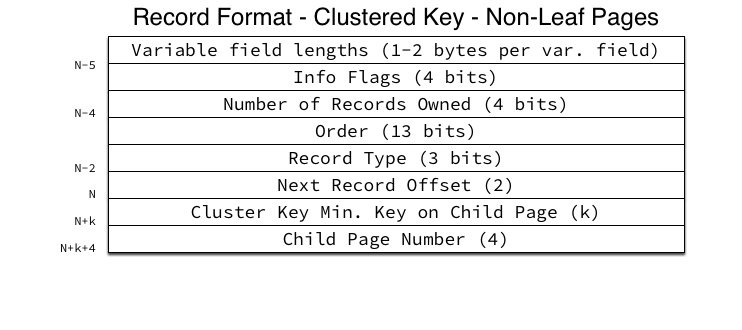 Record Format - Clustered Key - Non-Leaf Pages
Variable field lengths (1-2 bytes per var. field)
N-5
Info Flags (4 bits)
Number of Records Owned (4 bits)
N-4
Order (13 bits)
Record Type (3 bits)
N-2
Next Record Offset (2)
N
Cluster Key Min. Key on Child Page (k)
N+k
Child Page Number (4)
N+k+4